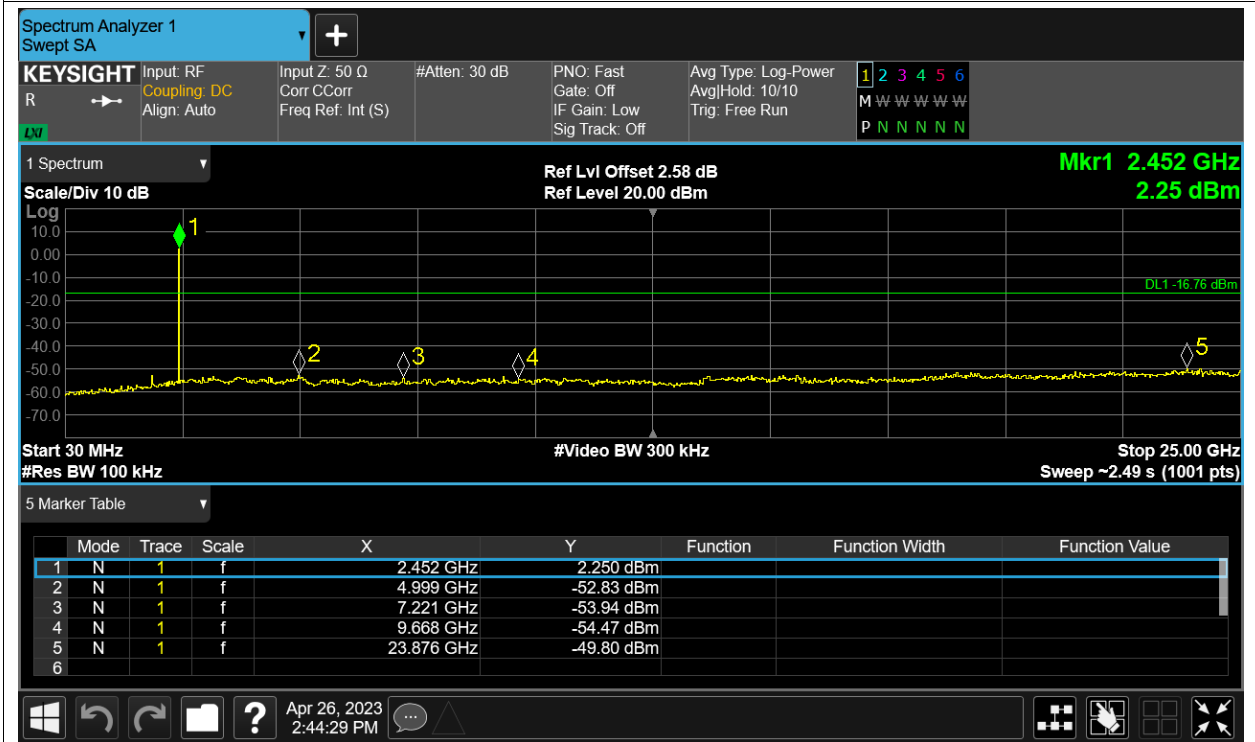 Spectrum Analyzer 1
Swept SA
KEYSIGHT
R
LXI
Input: RF
Coupling: DC
Align: Auto
Input Z: 50 Ω
Corr CCorr
Freq Ref: Int (S)
#Atten: 30 dB
PNO: Fast
Gate: Off
IF Gain: Low
Sig Track: Off
Avg Type: Log-Power
Avg|Hold: 10/10
Trig: Free Run
1 2 3 4 5 6
M W W W W W
P N N N N N
1 Spectrum
Scale/Div 10 dB
Ref Lvl Offset 2.58 dB
Ref Level 20.00 dBm
Mkr1 2.452 GHz
2.25 dBm
Log
10.0
0.00
-10.0
-20.0
-30.0
-40.0
-50.0
-60.0
-70.0
1
DL1 -16.76 dBm
2
3
4
5
Start 30 MHz
#Video BW 300 kHz
Stop 25.00 GHz
#Res BW 100 kHz
Sweep ~2.49 s (1001 pts)
5 Marker Table
Mode Trace Scale X Y Function Function Width Function Value
1 N 1 f 2.452 GHz 2.250 dBm
2 N 1 f 4.999 GHz -52.83 dBm
3 N 1 f 7.221 GHz -53.94 dBm
4 N 1 f 9.668 GHz -54.47 dBm
5 N 1 f 23.876 GHz -49.80 dBm
6
?
Apr 26, 2023
2:44:29 PM